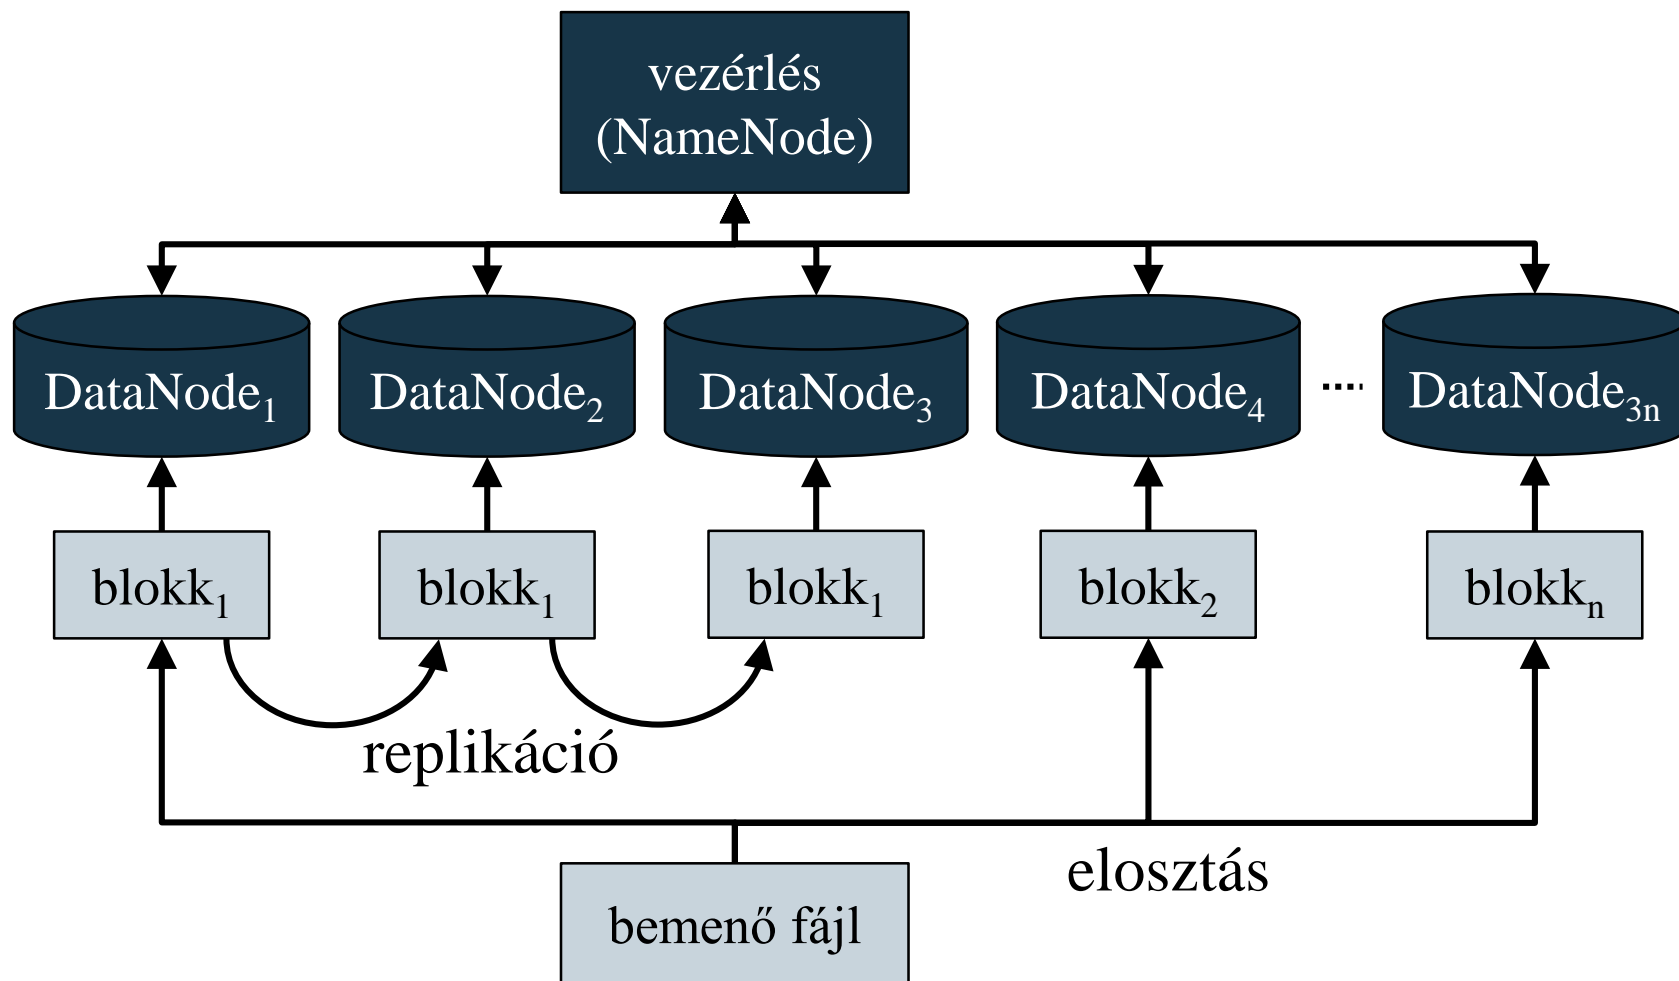 vezérlés
(NameNode)
DataNode₁ DataNode₂ DataNode₃ DataNode₄ ..... DataNode₃ₙ
blokk₁ blokk₁ blokk₁ blokk₂ blokkₙ
replikáció
elosztás
bemenő fájl